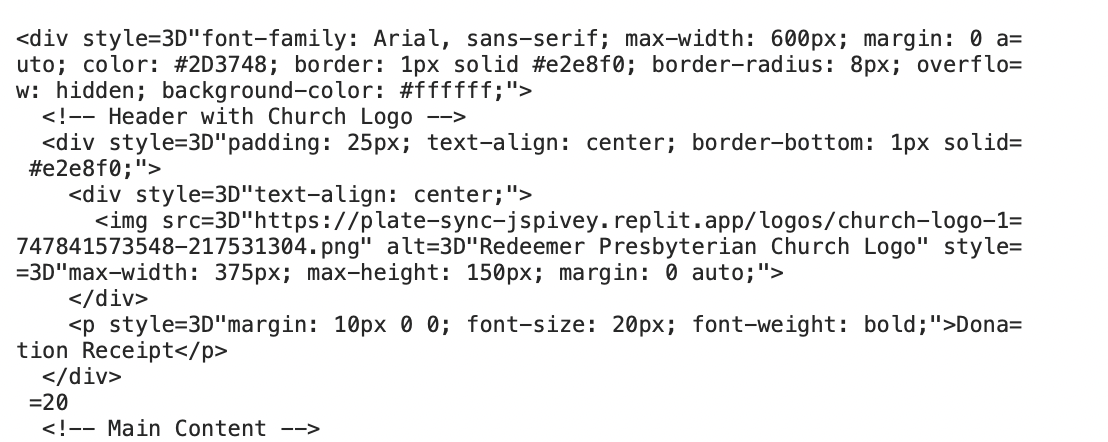 <div style=3D"font-family: Arial, sans-serif; max-width: 600px; margin: 0 a=
uto; color: #2D3748; border: 1px solid #e2e8f0; border-radius: 8px; overflo=
w: hidden; background-color: #ffffff;">
  <!-- Header with Church Logo -->
  <div style=3D"padding: 25px; text-align: center; border-bottom: 1px solid=
 #e2e8f0;">
    <div style=3D"text-align: center;">
      <img src=3D"https://plate-sync-jspivey.replit.app/logos/church-logo-1=
747841573548-217531304.png" alt=3D"Redeemer Presbyterian Church Logo" style=
=3D"max-width: 375px; max-height: 150px; margin: 0 auto;">
    </div>
    <p style=3D"margin: 10px 0 0; font-size: 20px; font-weight: bold;">Dona=
tion Receipt</p>
  </div>
 =20
  <!-- Main Content -->